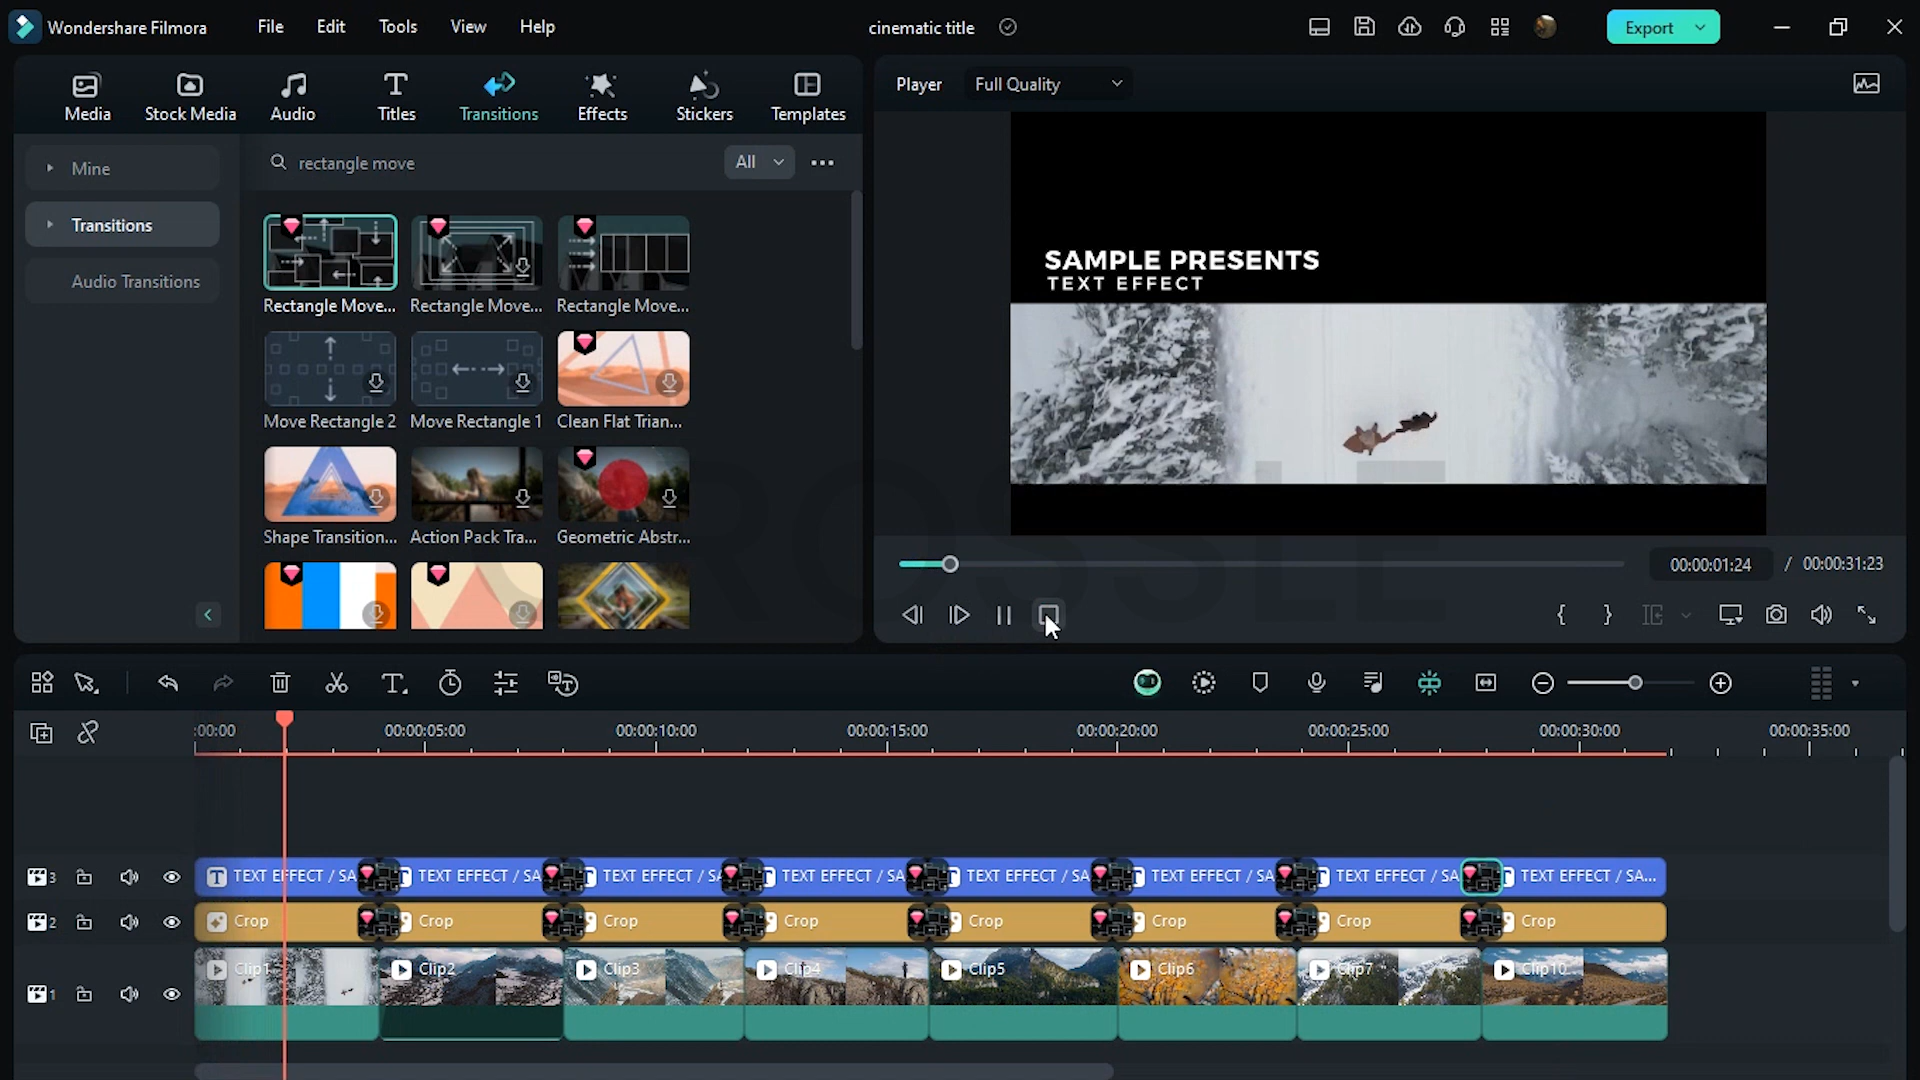 Wondershare Filmora
File
Edit
Tools
View
Help
cinematic title
Export
Media
Stock Media
Audio
Titles
Transitions
Effects
Stickers
Templates
Player
Full Quality
Mine
Transitions
Audio Transitions
rectangle move
All
Rectangle Move...
Rectangle Move...
Rectangle Move...
Move Rectangle 2
Move Rectangle 1
Clean Flat Trian...
Shape Transition...
Action Pack Tra...
Geometric Abstr...
SAMPLE PRESENTS
TEXT EFFECT
00:00:01:24 / 00:00:31:23
:00:00
00:00:05:00
00:00:10:00
00:00:15:00
00:00:20:00
00:00:25:00
00:00:30:00
00:00:35:00
3
TEXT EFFECT / SA
TEXT EFFECT / SA
TEXT EFFECT / SA
TEXT EFFECT / SA
TEXT EFFECT / SA
TEXT EFFECT / SA
TEXT EFFECT / SA
TEXT EFFECT / SA...
2
Crop
Crop
Crop
Crop
Crop
Crop
Crop
Crop
1
Clip1
Clip2
Clip3
Clip4
Clip5
Clip6
Clip7
Clip10